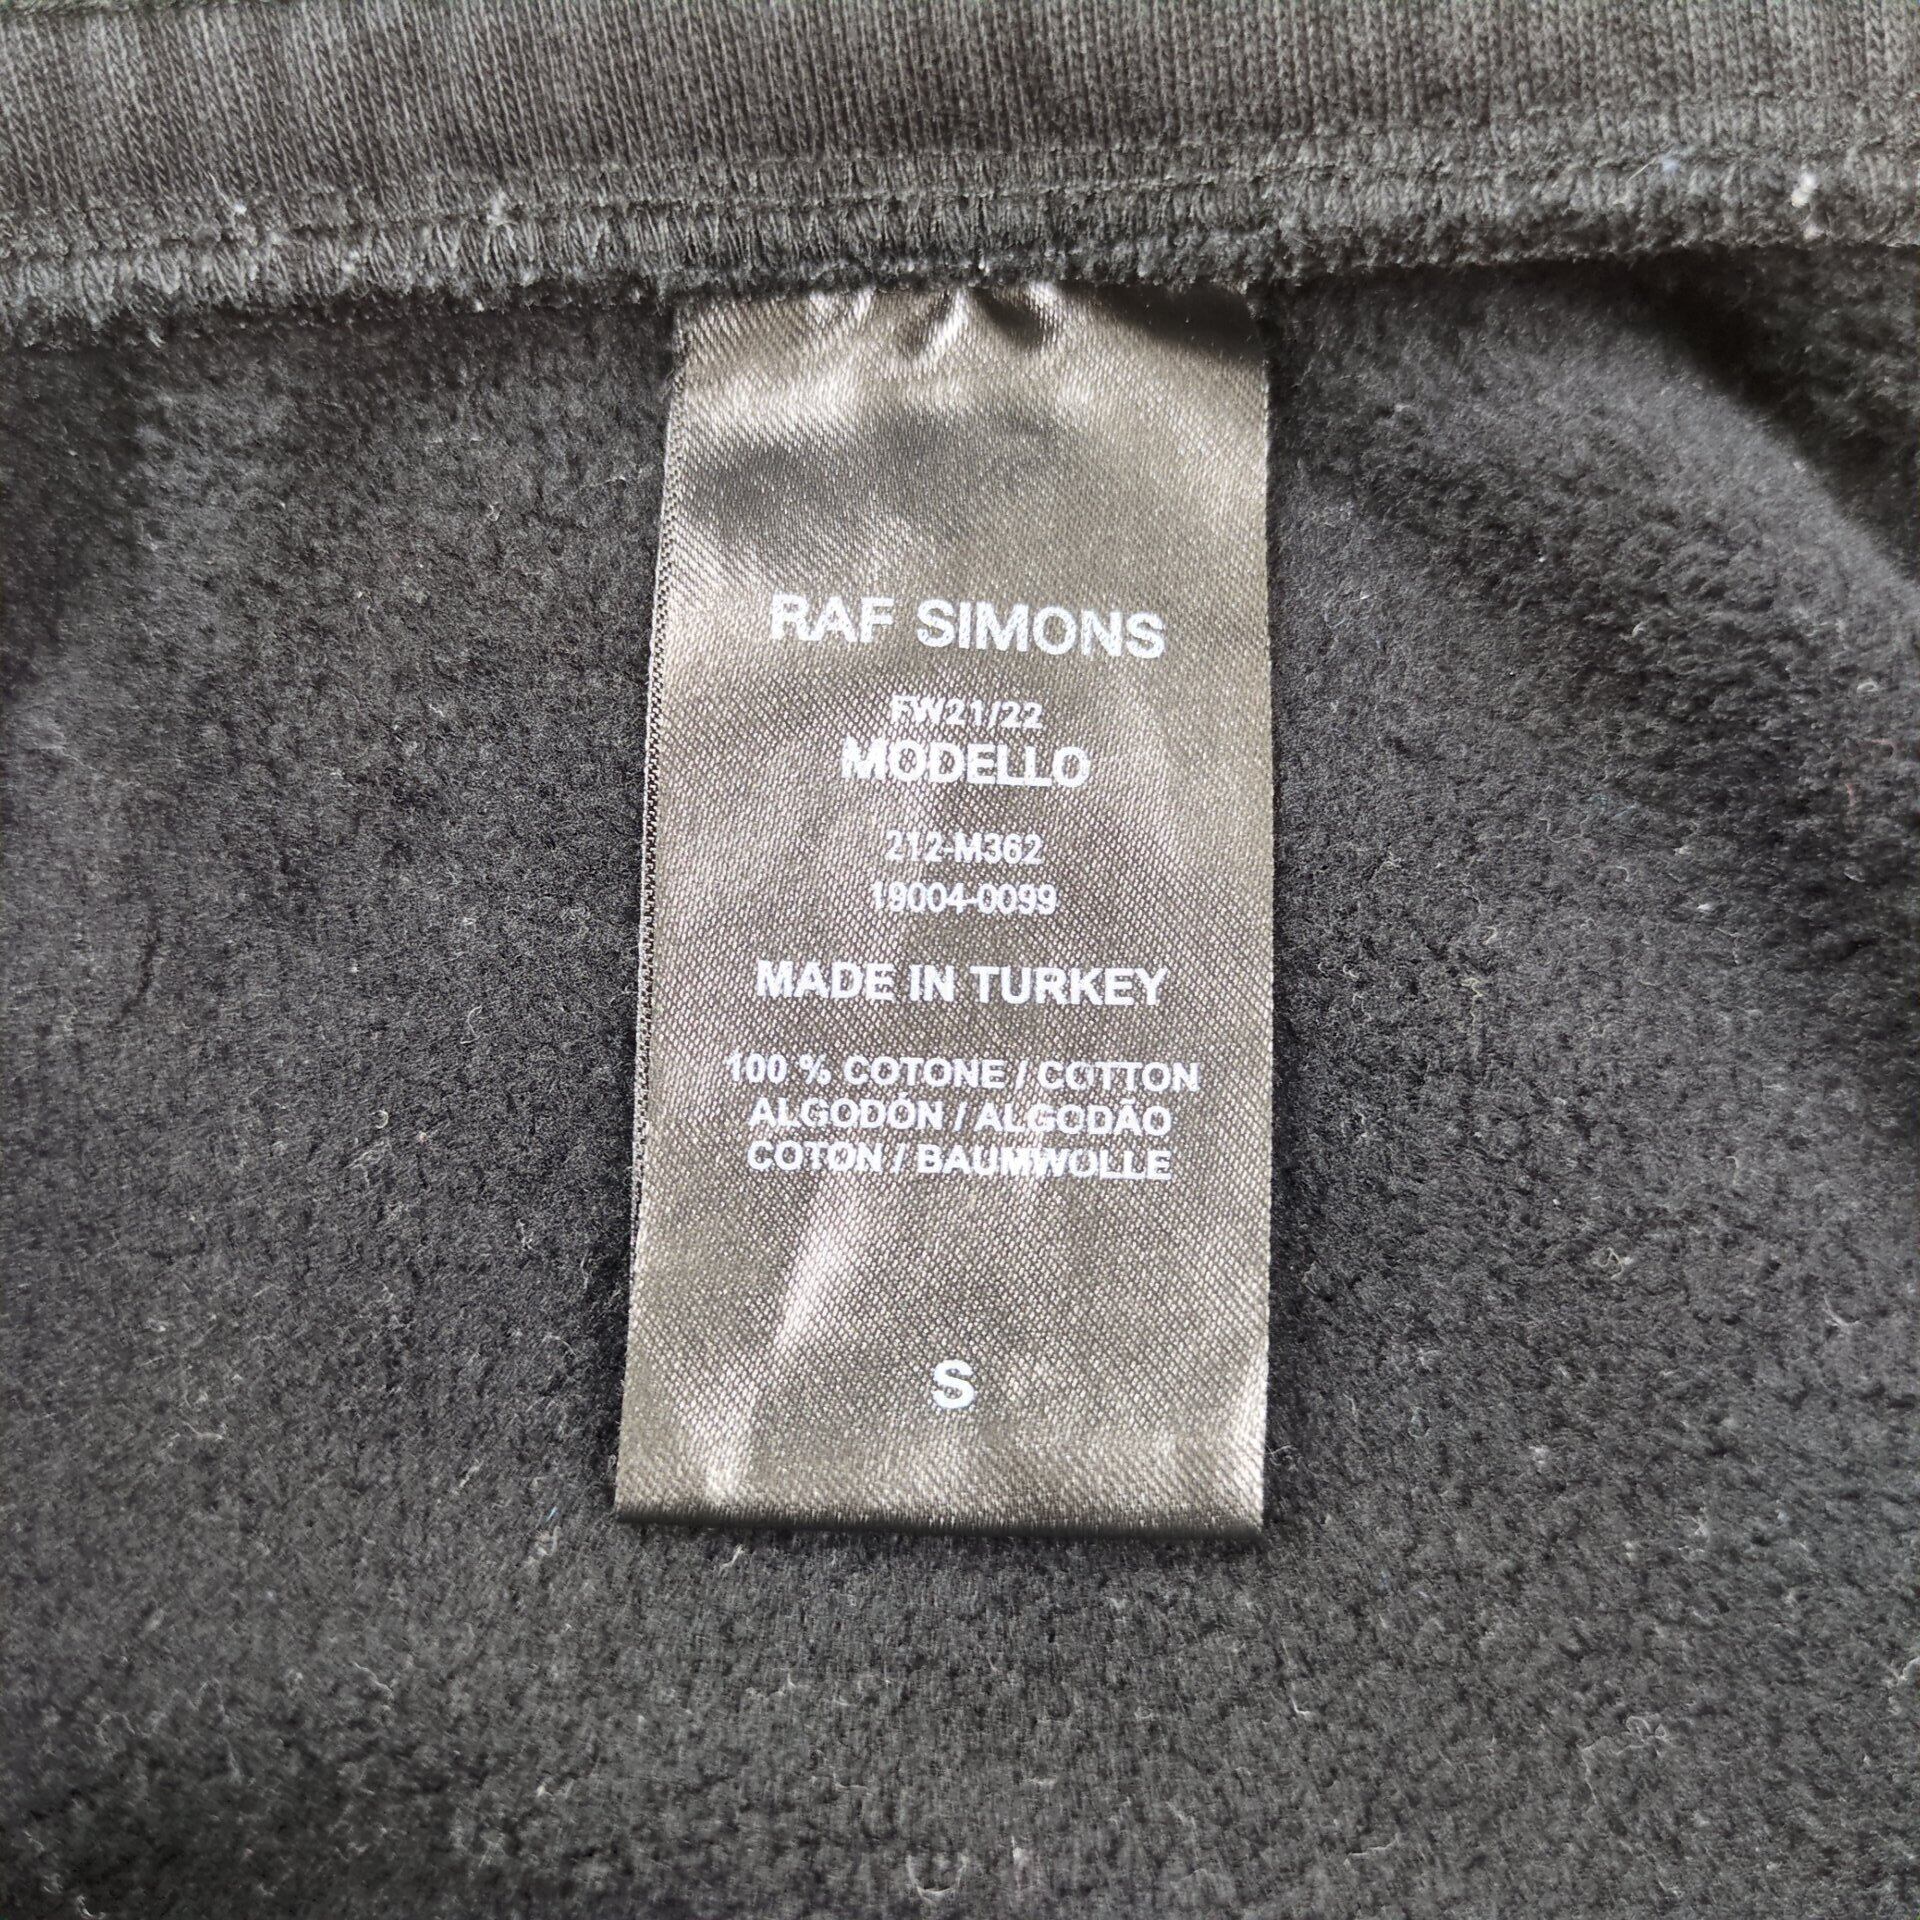 RAF SIMONS
FW21/22
MODELLO
212-M362
19004-0099
MADE IN TURKEY
100 % COTONE / COTTON
ALGODÓN / ALGODÃO
COTON / BAUMWOLLE
S